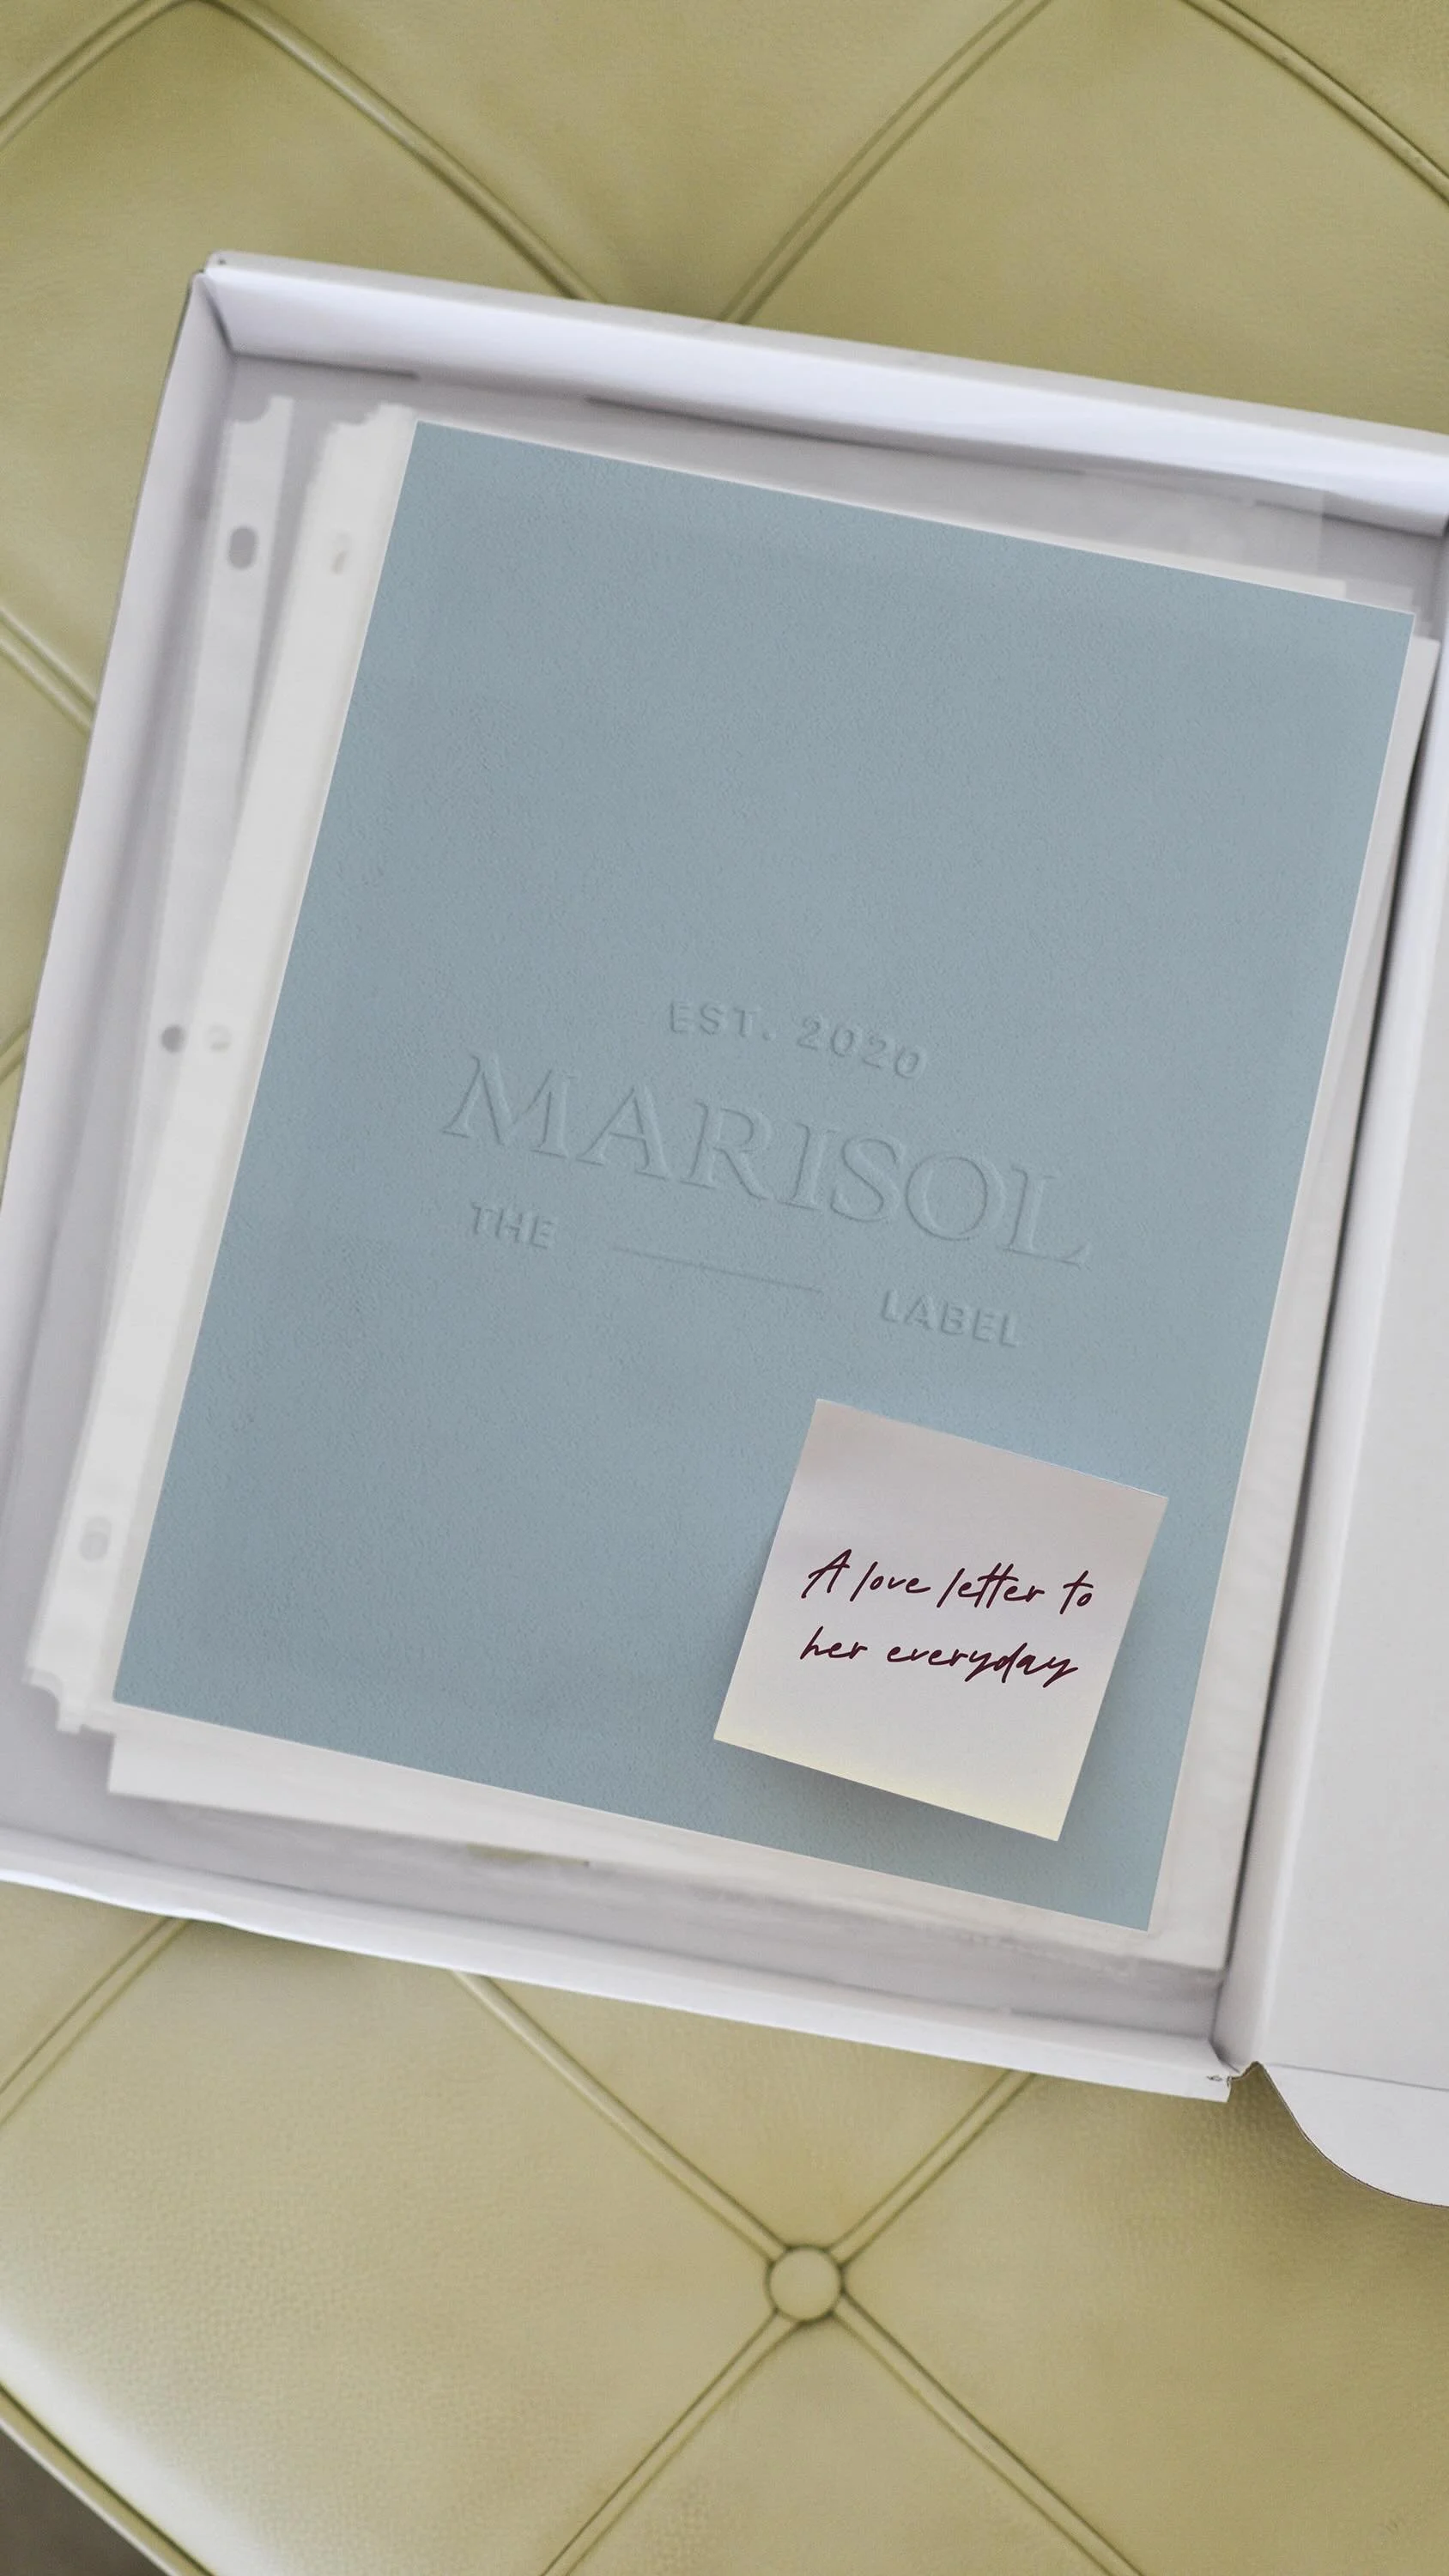 EST. 2020
MARISOL
THE LABEL
A love letter to
her everyday